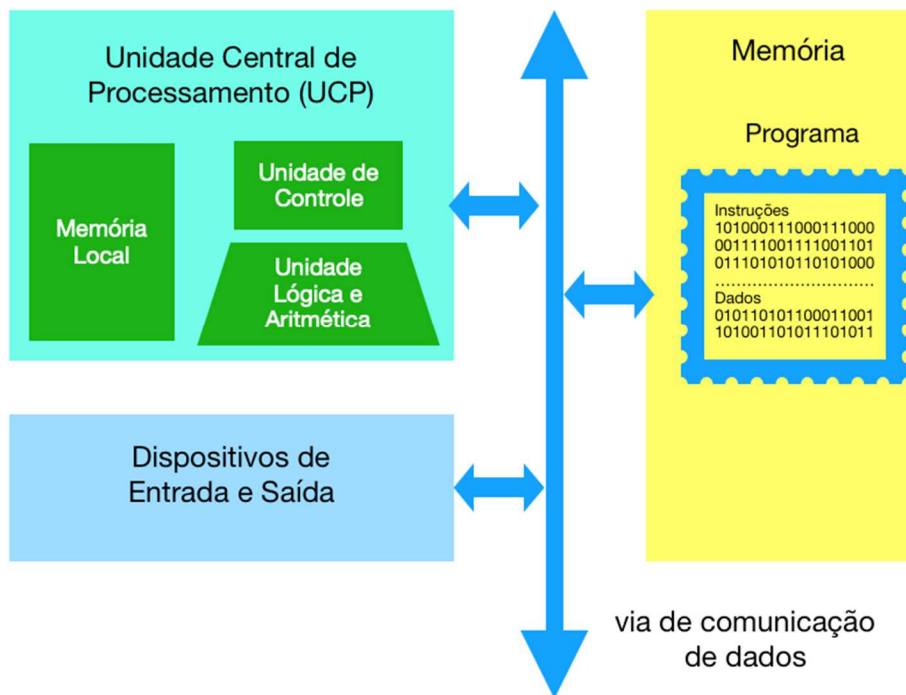 Unidade Central de
Processamento (UCP)
Memória
Local
Unidade de
Controle
Unidade
Lógica e
Aritmética
Dispositivos de
Entrada e Saída
Memória
Programa
Instruções
101000111000111000
001111001111001101
011101010110101000
..............................
Dados
010110101100011001
101001101011101011
via de comunicação
de dados